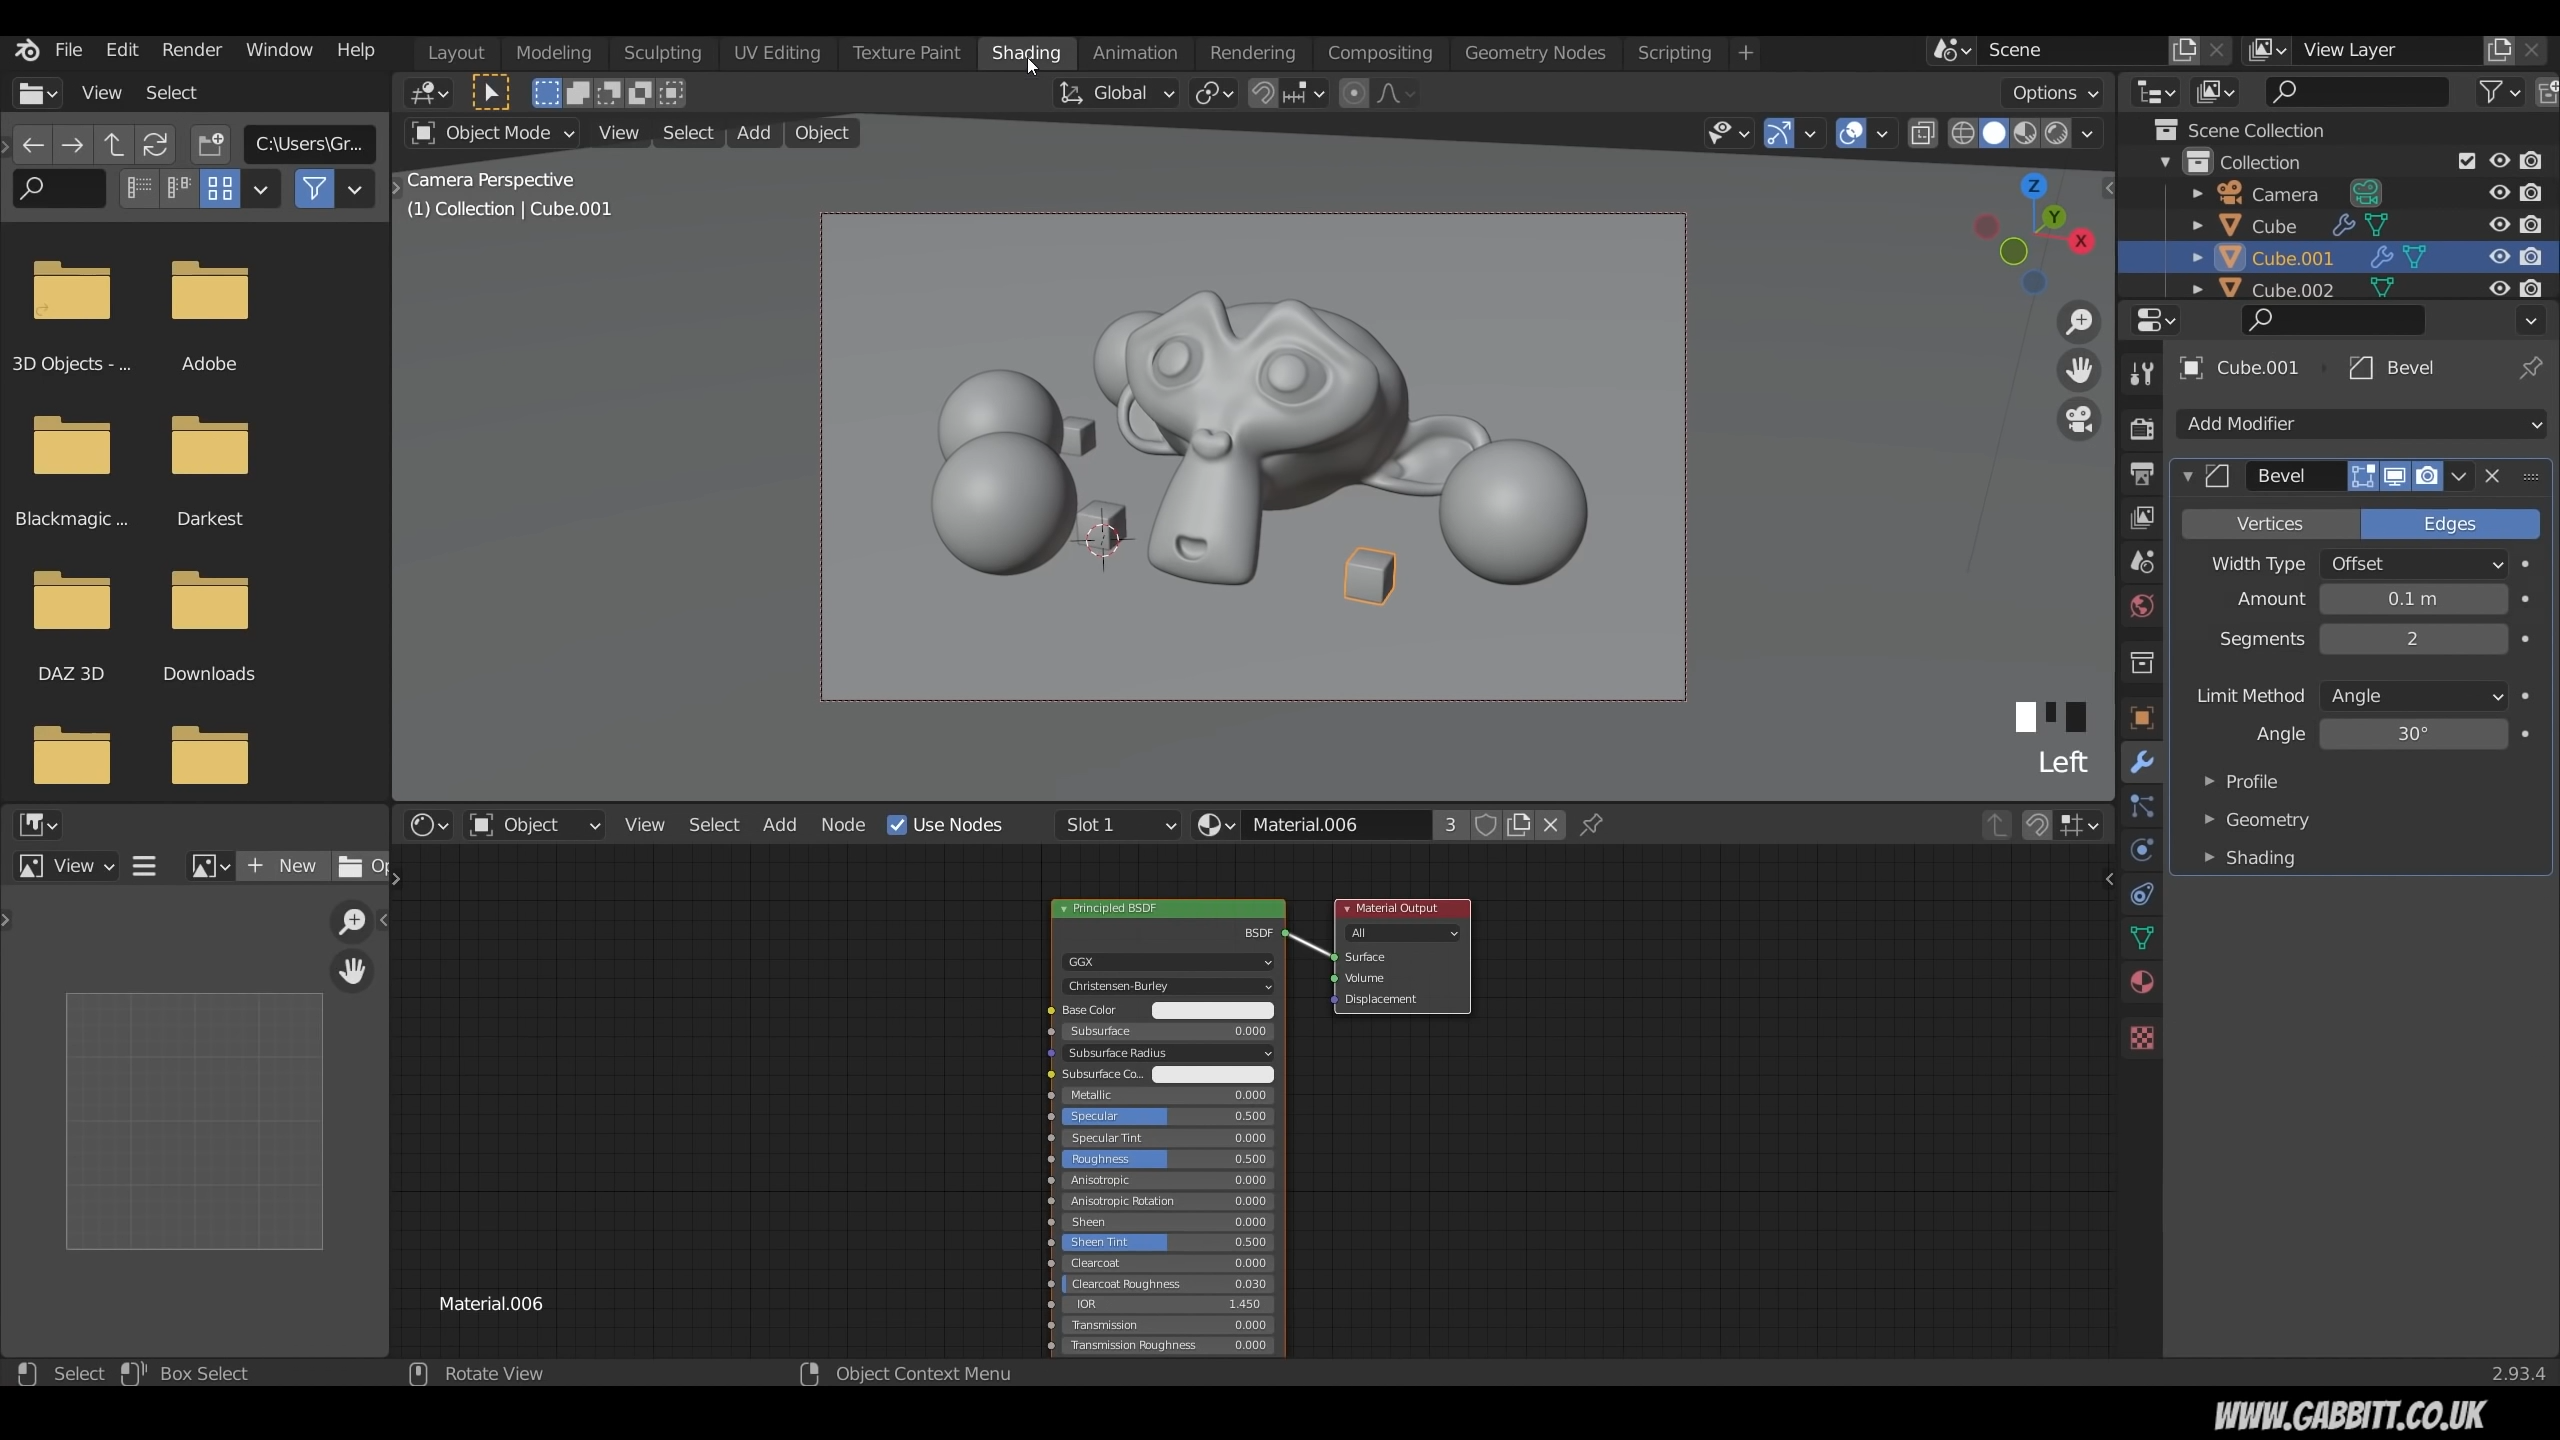 File Edit Render Window Help Layout Modeling Sculpting UV Editing Texture Paint Shading Animation Rendering Compositing Geometry Nodes Scripting + Scene View Layer
View Select
Global
Options
Object Mode View Select Add Object
C:\Users\Gr...
Camera Perspective
(1) Collection | Cube.001
Z
Y
X
Scene Collection
Collection
Camera
Cube
Cube.001
Cube.002
3D Objects - ... Adobe
Blackmagic ... Darkest
DAZ 3D Downloads
Cube.001 Bevel
Add Modifier
Bevel
Vertices Edges
Width Type Offset
Amount 0.1 m
Segments 2
Limit Method Angle
Angle 30°
Profile
Geometry
Shading
Left
Object View Select Add Node Use Nodes Slot 1 Material.006 3
View + New Op
Principled BSDF
BSDF
GGX
Christensen-Burley
Base Color
Subsurface 0.000
Subsurface Radius
Subsurface Co...
Metallic 0.000
Specular 0.500
Specular Tint 0.000
Roughness 0.500
Anisotropic 0.000
Anisotropic Rotation 0.000
Sheen 0.000
Sheen Tint 0.500
Clearcoat 0.000
Clearcoat Roughness 0.030
IOR 1.450
Transmission 0.000
Transmission Roughness 0.000
Material Output
All
Surface
Volume
Displacement
Material.006
Select Box Select Rotate View Object Context Menu 2.93.4
WWW.GABBITT.CO.UK